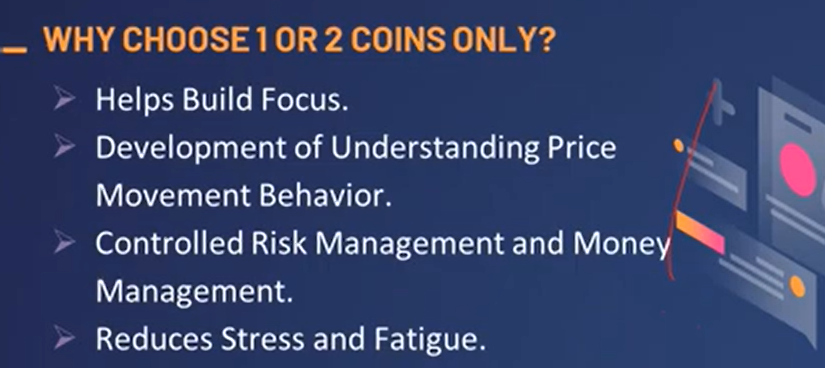 WHY CHOOSE 1 OR 2 COINS ONLY?
Helps Build Focus.
Development of Understanding Price
Movement Behavior.
Controlled Risk Management and Money
Management.
Reduces Stress and Fatigue.